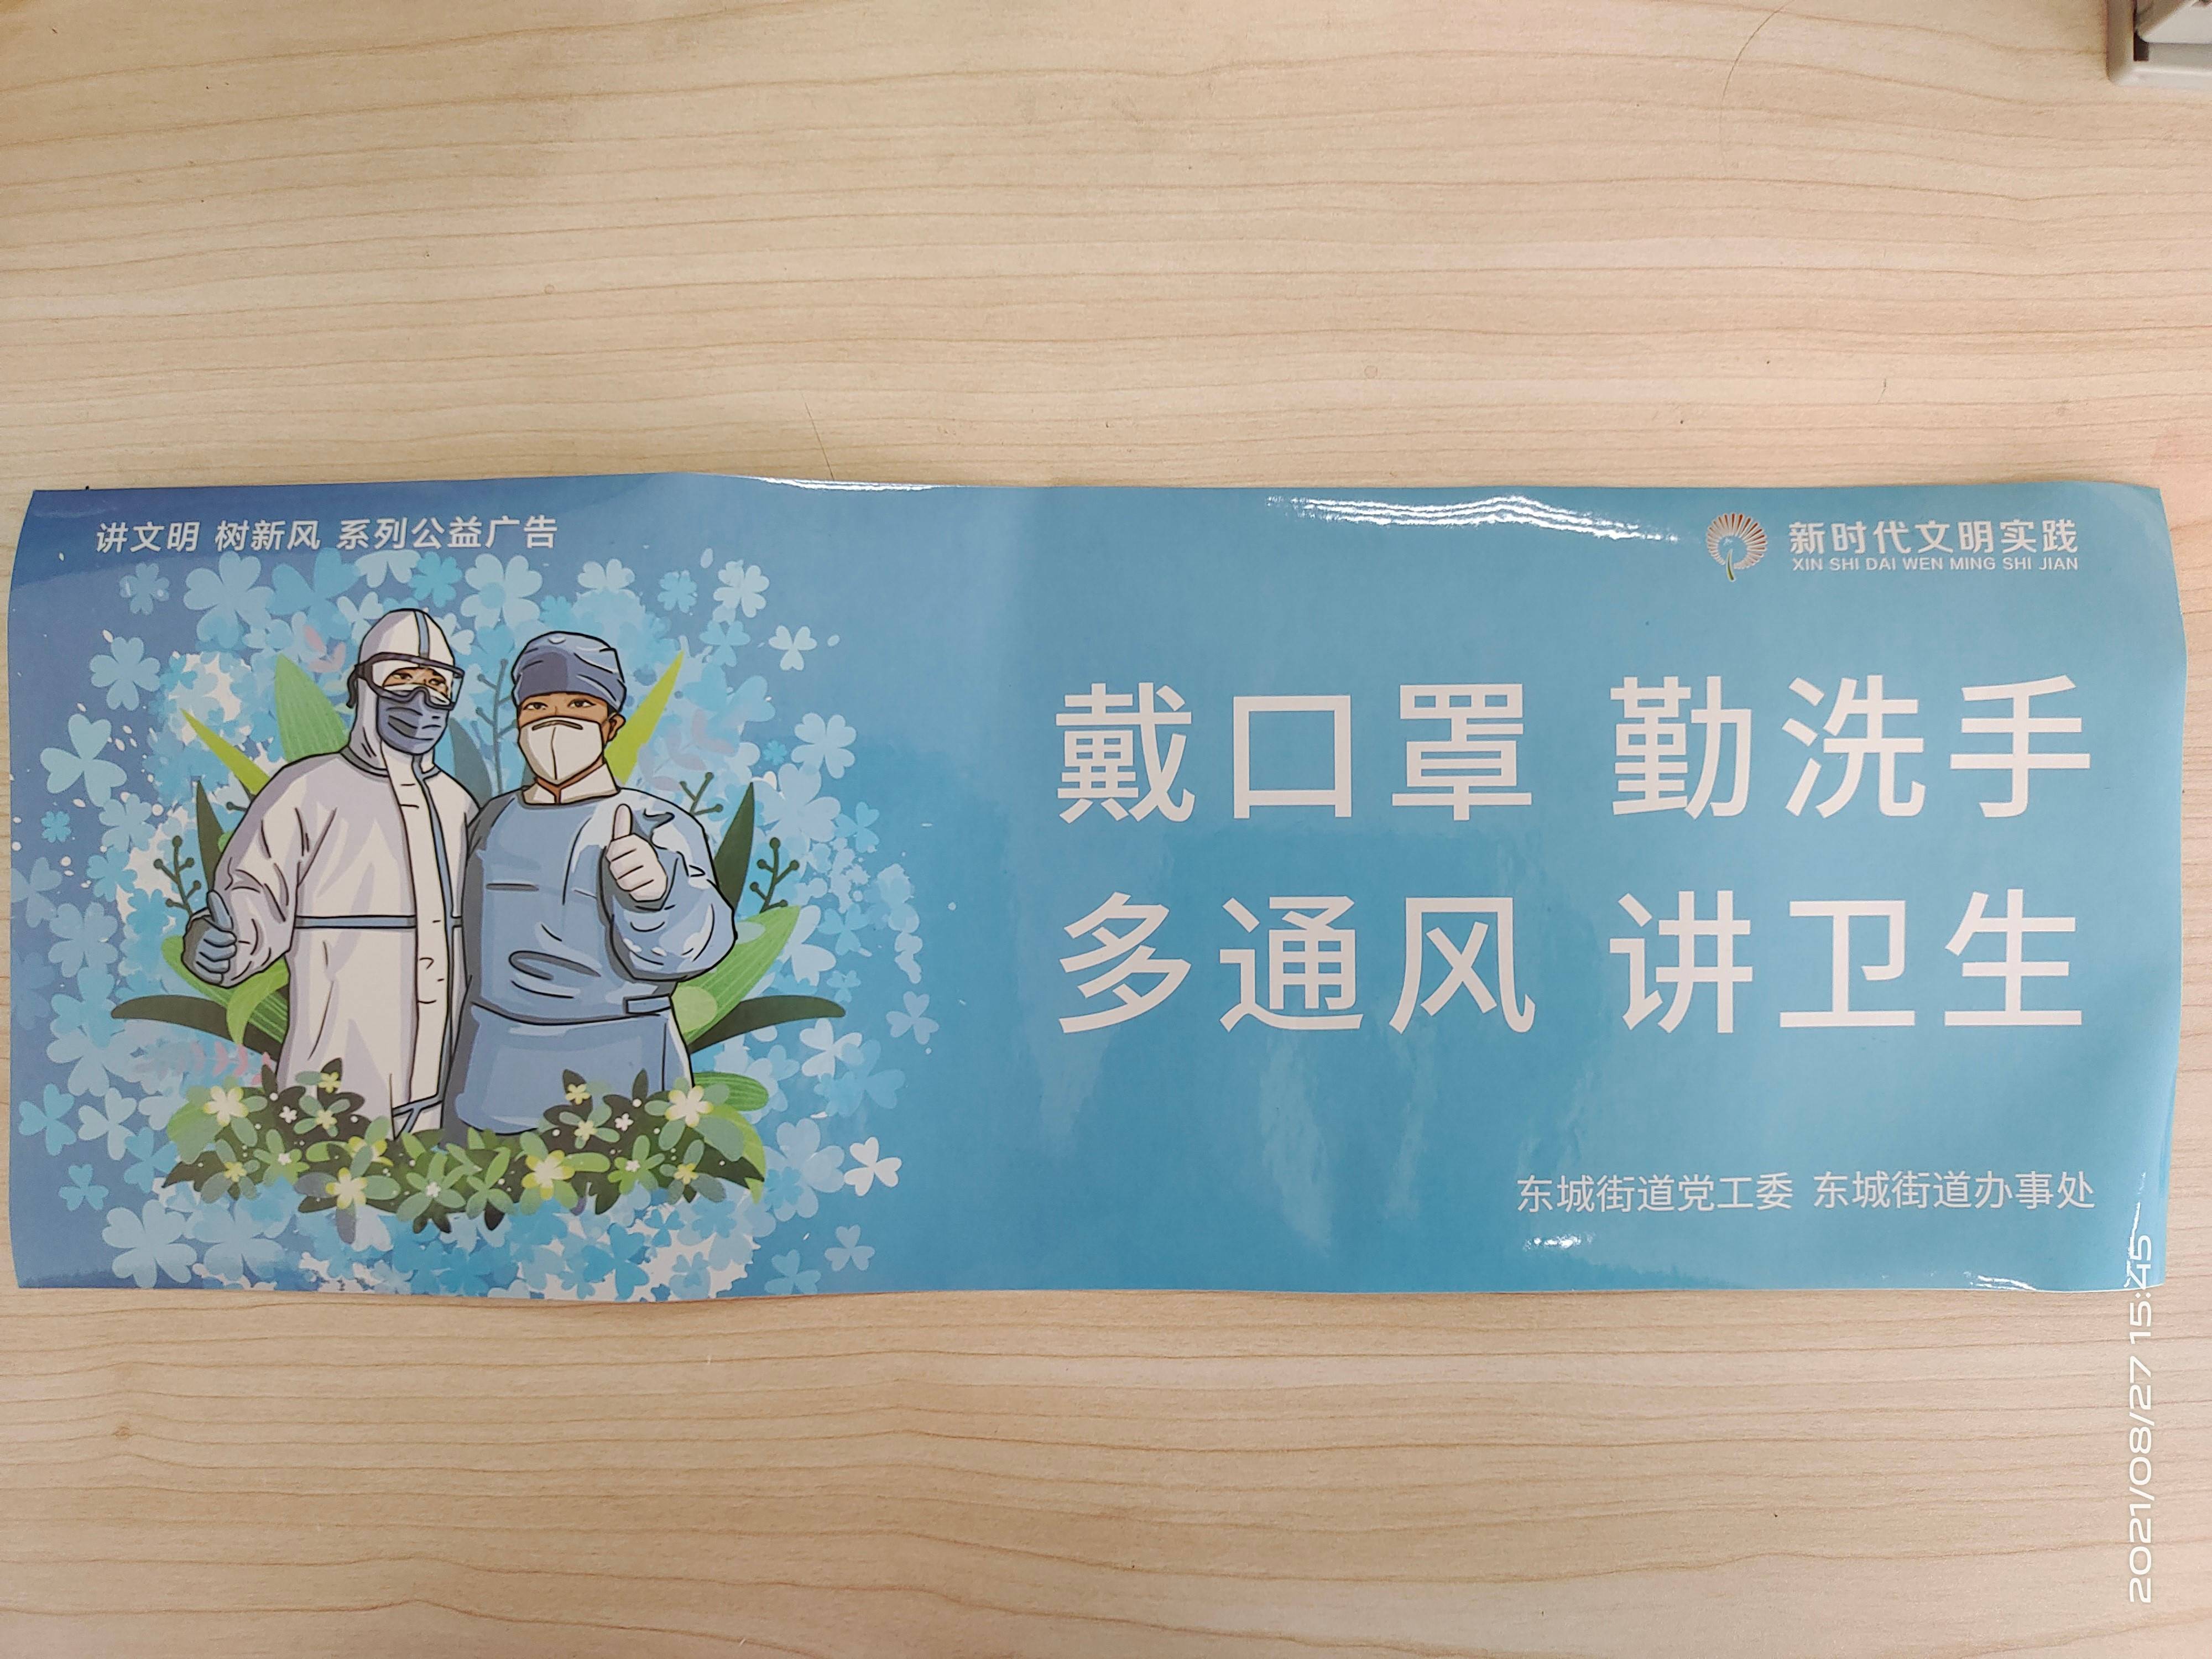 讲文明 树新风 系列公益广告
新时代文明实践
XIN SHI DAI WEN MING SHI JIAN
戴口罩 勤洗手
多通风 讲卫生
东城街道党工委 东城街道办事处
2021/08/27 15:45